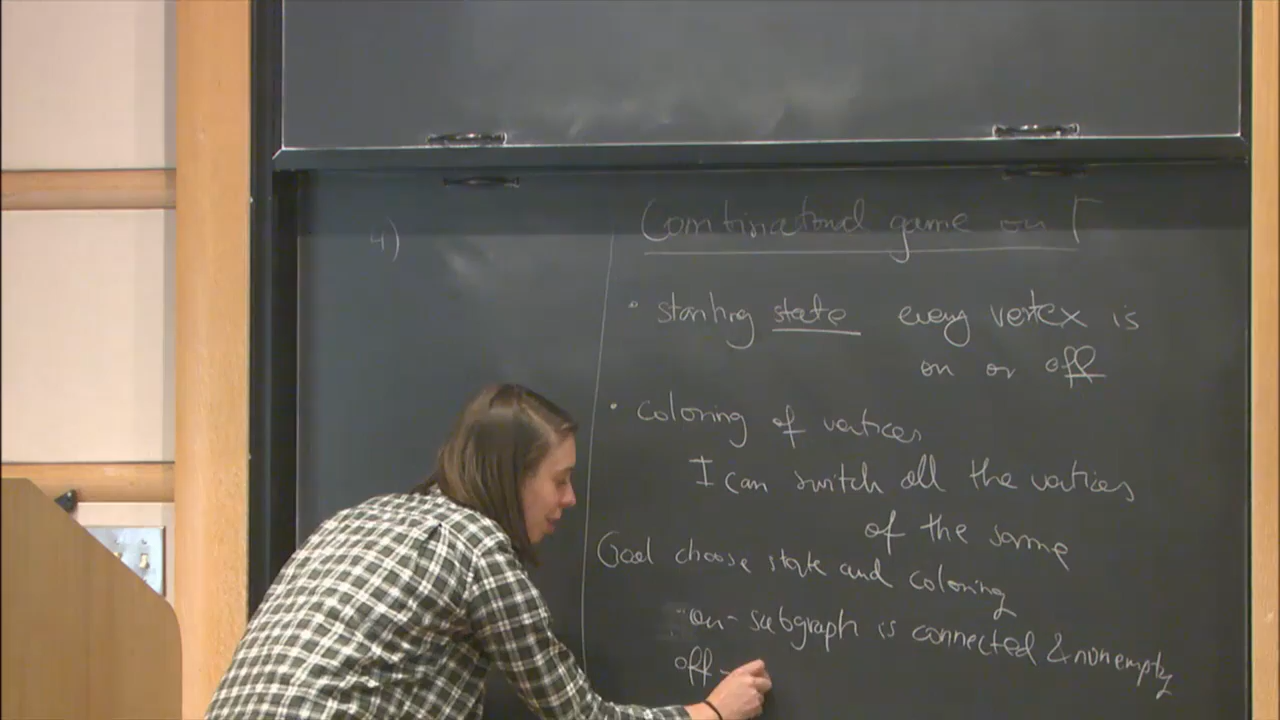 4)
Combinatorial game on Γ
• starting state every vertex is
on or off
• coloring of vertices
I can switch all the vertices
of the same
Goal choose state and coloring
on-subgraph is connected & nonempty
off -